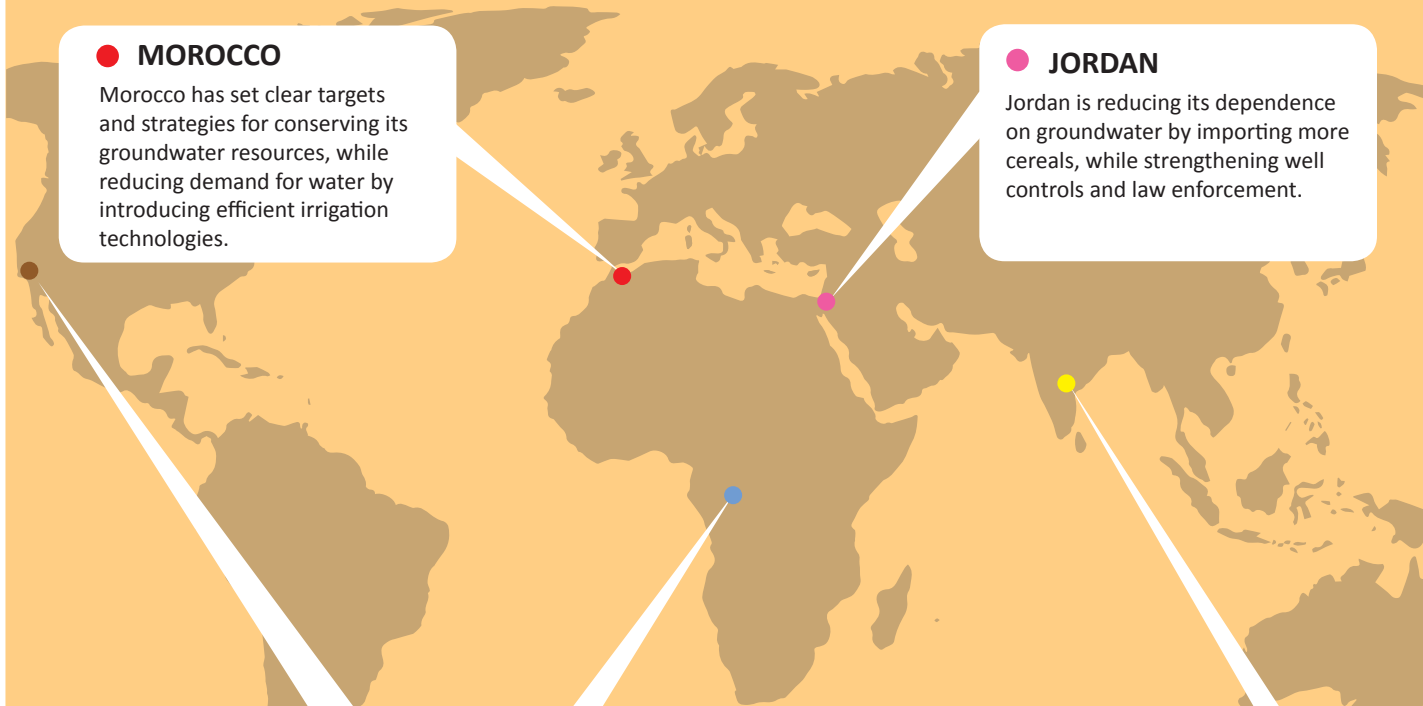 MOROCCO
Morocco has set clear targets
and strategies for conserving its
groundwater resources, while
reducing demand for water by
introducing efficient irrigation
technologies.
JORDAN
Jordan is reducing its dependence
on groundwater by importing more
cereals, while strengthening well
controls and law enforcement.